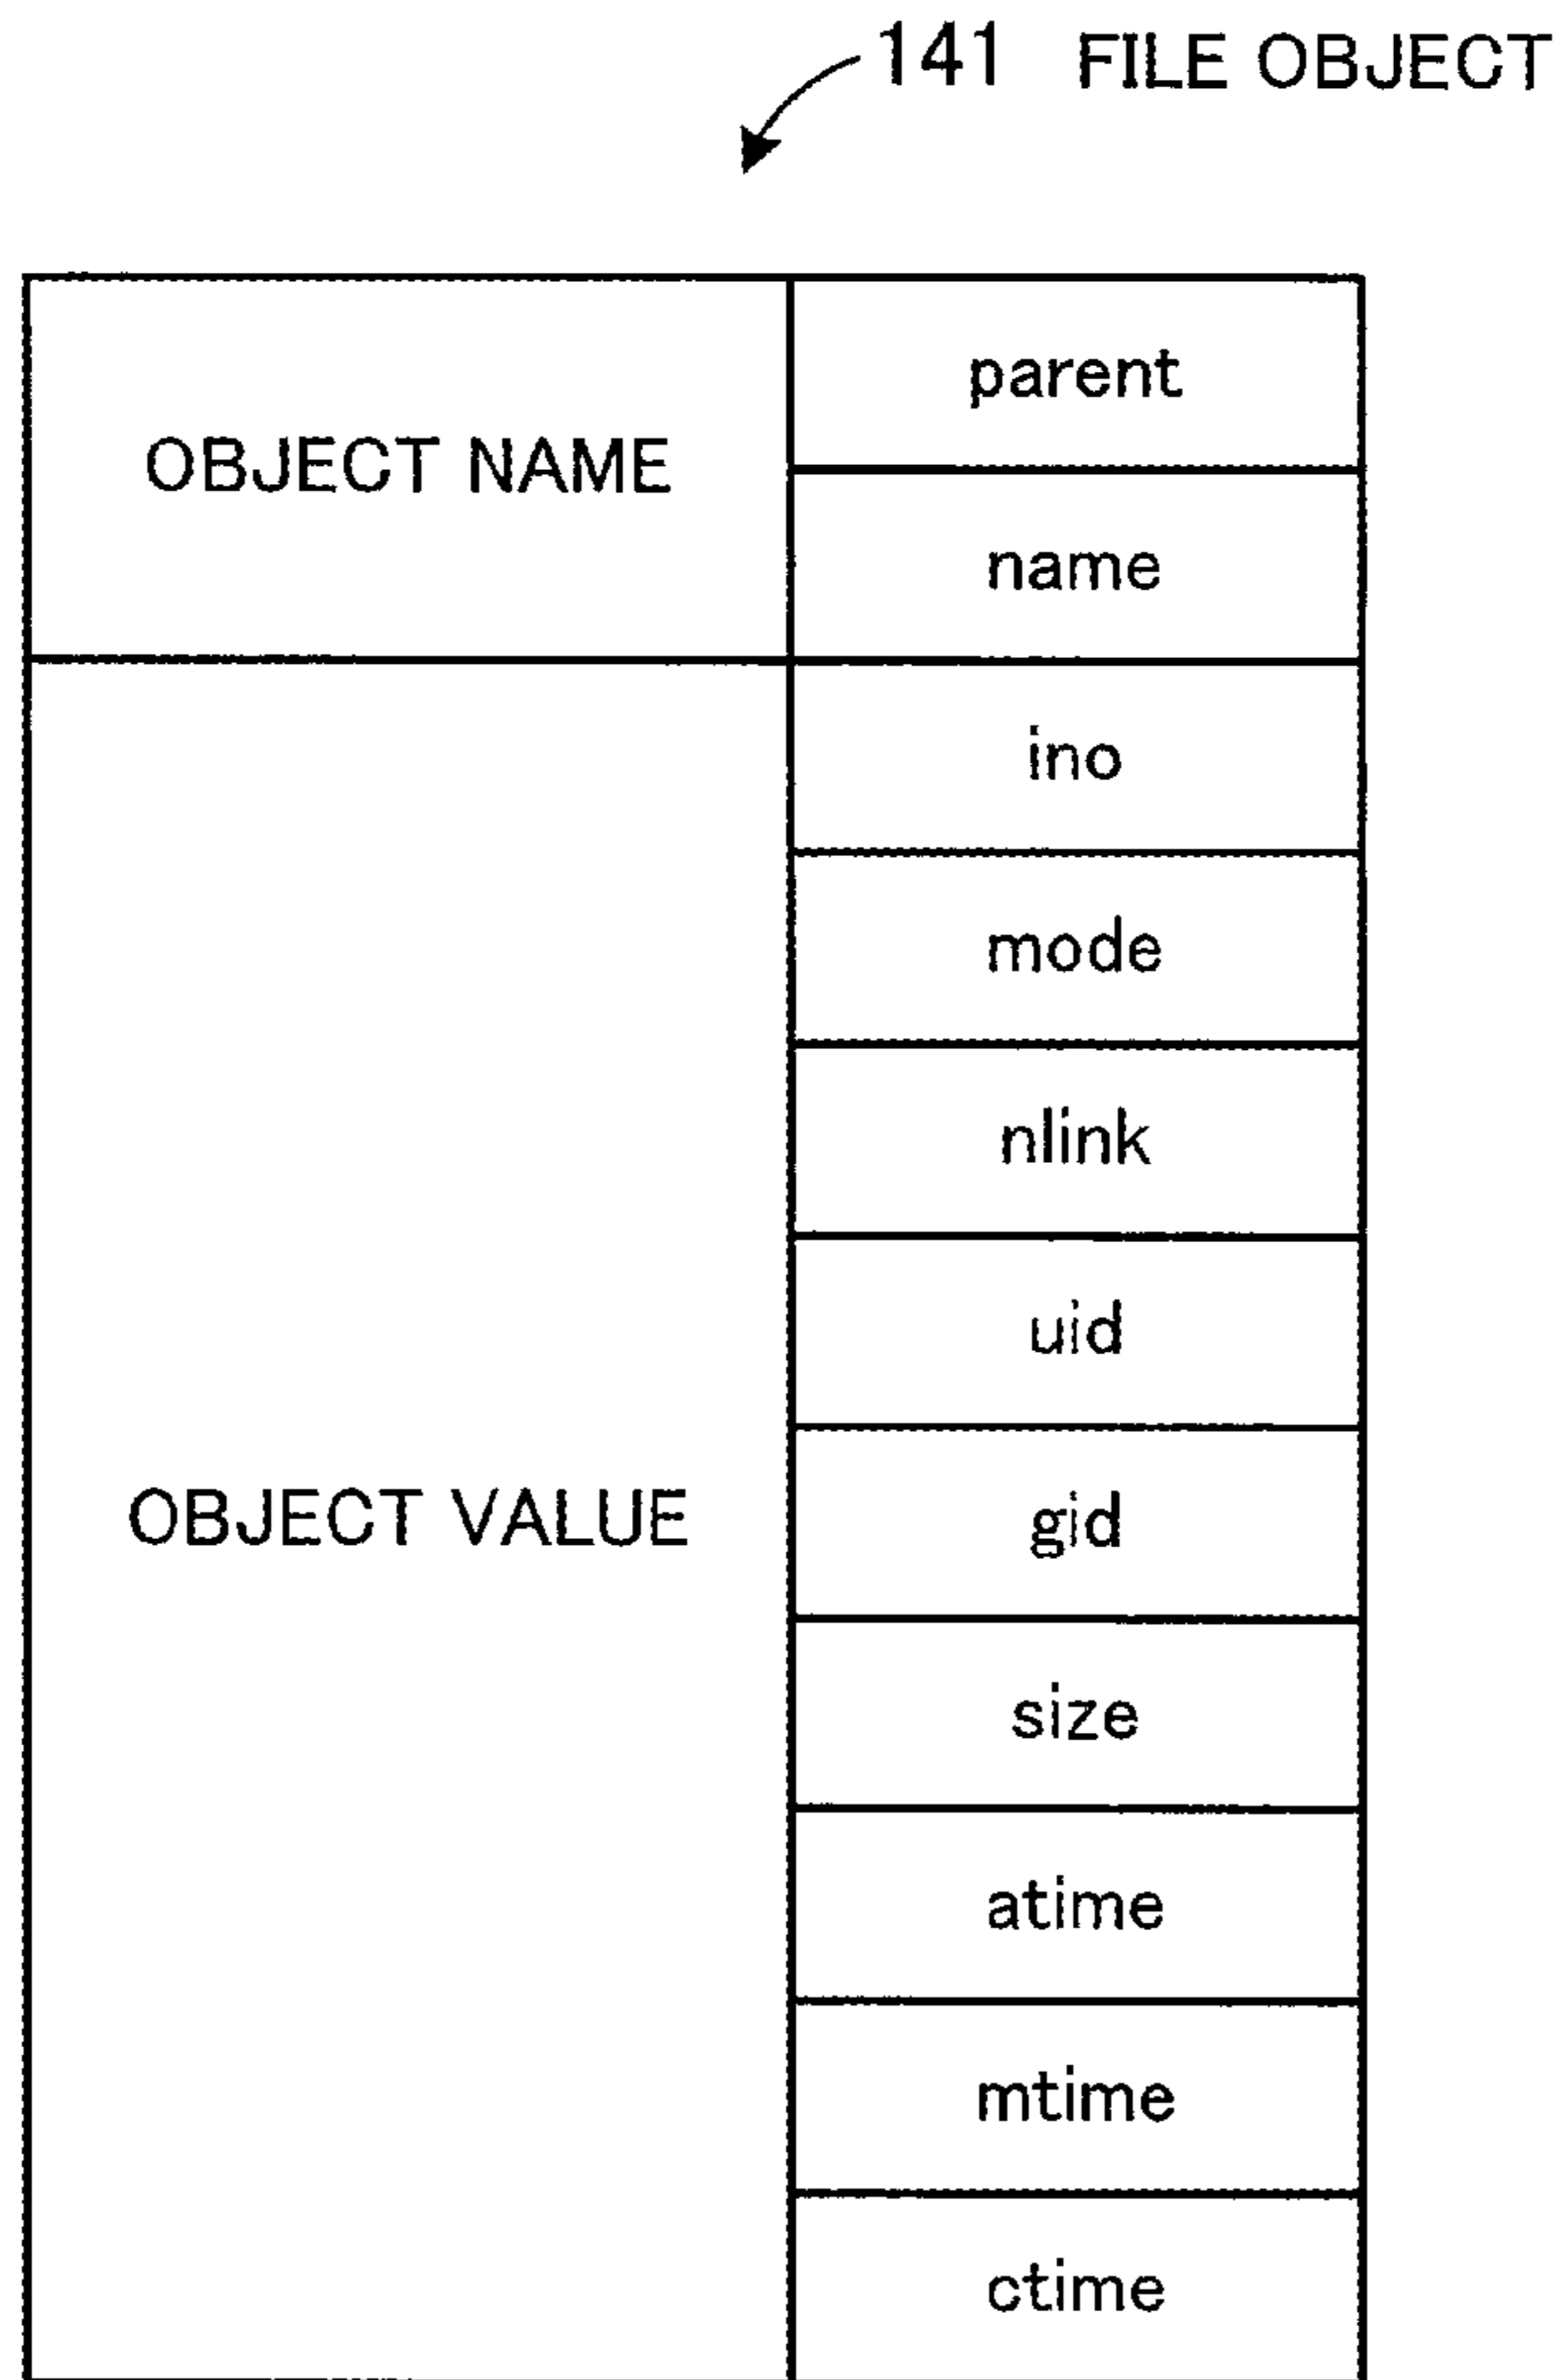 141 FILE OBJECT
OBJECT NAME
parent
name
OBJECT VALUE
ino
mode
nlink
uid
gid
size
atime
mtime
ctime